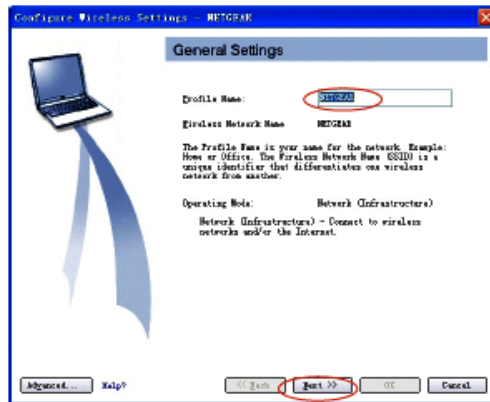 Configure Wireless Settings - NETGEAR
General Settings
Profile Name: NETGEAR
Wireless Network Name NETGEAR
The Profile Name is your name for the network. Example:
Home or Office. The Wireless Network Name (SSID) is a
unique identifier that differentiates one wireless
network from another.
Operating Mode: Network (Infrastructure)
Network (Infrastructure) - Connect to wireless
networks and/or the Internet.
Advanced... Help? << Back Next >> OK Cancel